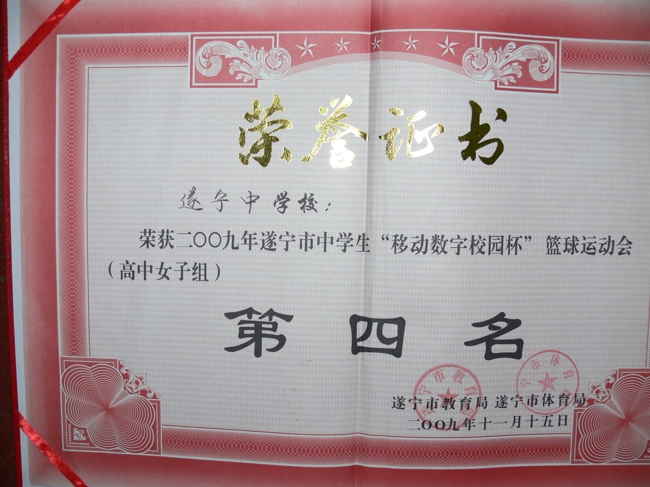 荣誉证书
遂宁中学校：
荣获二〇〇九年遂宁市中学生“移动数字校园杯”篮球运动会
（高中女子组）
第四名
遂宁市教育局 遂宁市体育局
二〇〇九年十一月十五日